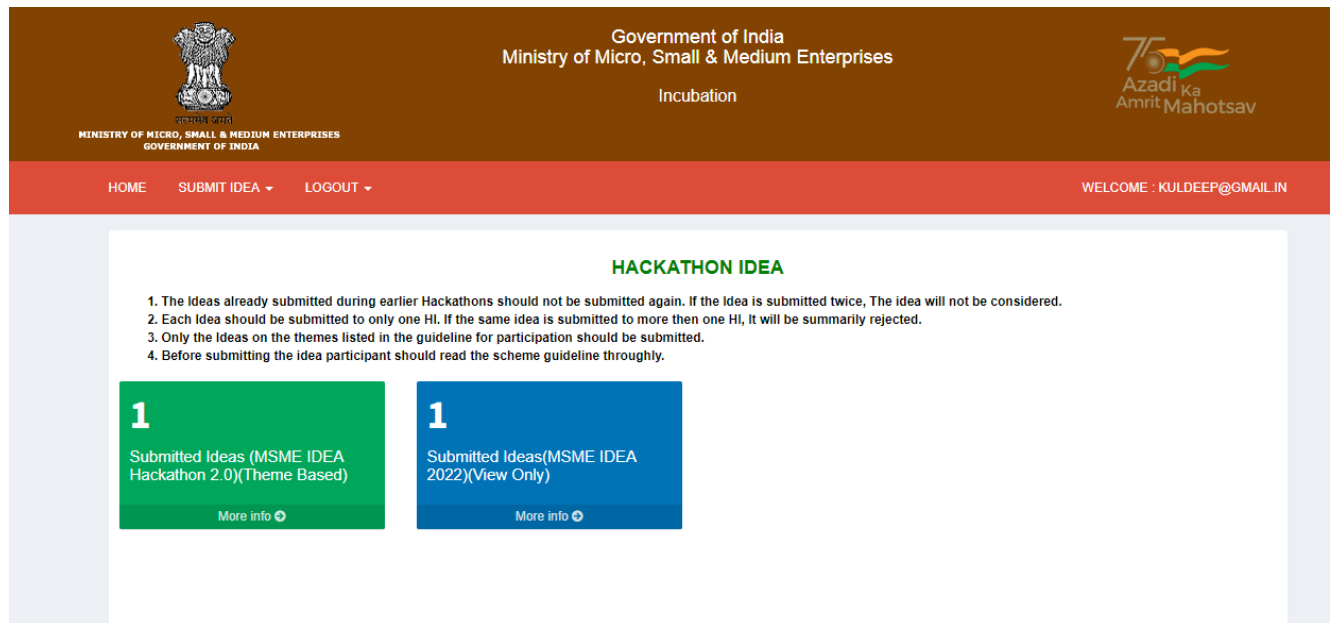 सत्यमेव जयते
MINISTRY OF MICRO, SMALL & MEDIUM ENTERPRISES
GOVERNMENT OF INDIA
Government of India
Ministry of Micro, Small & Medium Enterprises
Incubation
75
Azadi Ka
Amrit Mahotsav
HOME SUBMIT IDEA LOGOUT WELCOME : KULDEEP@GMAIL.IN
HACKATHON IDEA
1. The Ideas already submitted during earlier Hackathons should not be submitted again. If the Idea is submitted twice, The idea will not be considered.
2. Each Idea should be submitted to only one HI. If the same idea is submitted to more then one HI, It will be summarily rejected.
3. Only the Ideas on the themes listed in the guideline for participation should be submitted.
4. Before submitting the idea participant should read the scheme guideline throughly.
1
Submitted Ideas (MSME IDEA
Hackathon 2.0)(Theme Based)
More info
1
Submitted Ideas(MSME IDEA
2022)(View Only)
More info